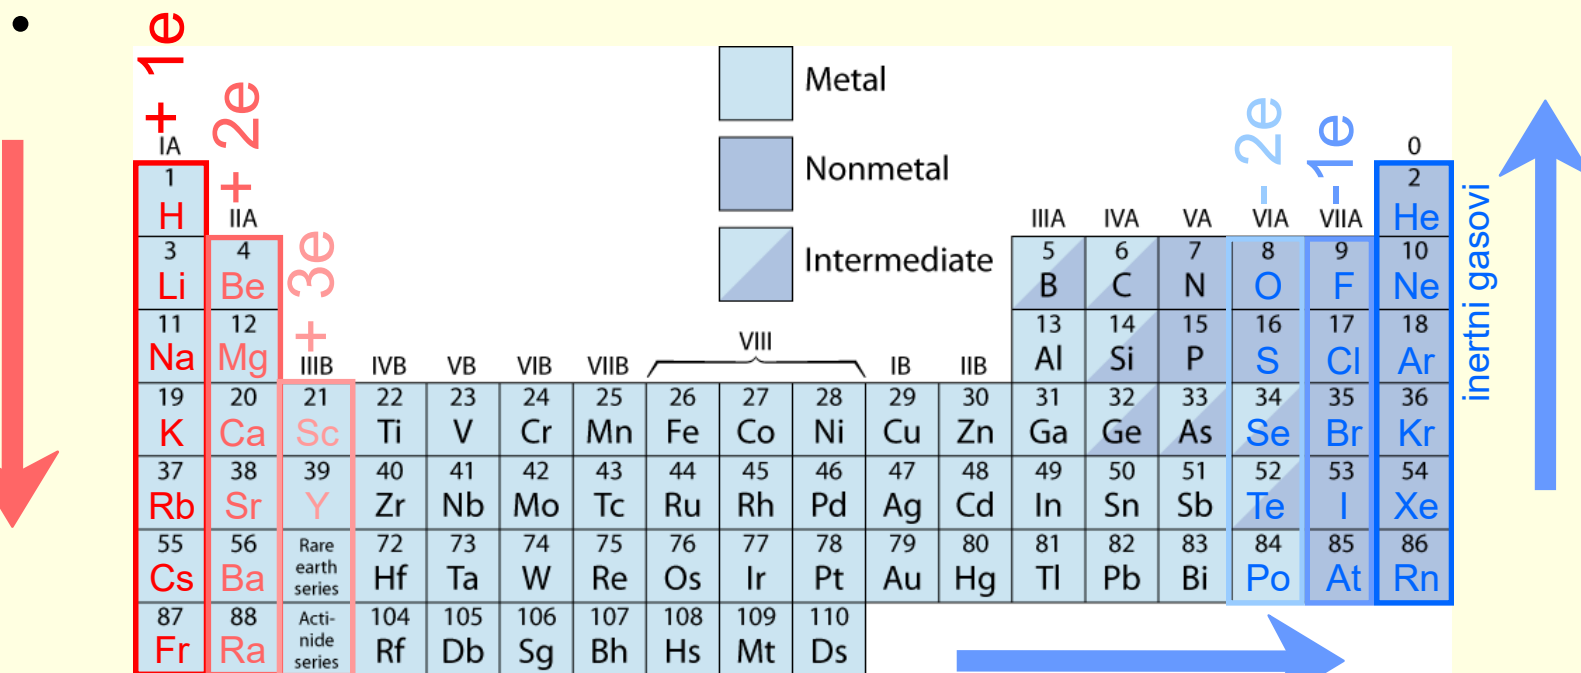 •
+ 1e
+ 2e
+ 3e
- 2e
-1e
Metal
Nonmetal
Intermediate
IA 0
1 2
H IIA IIIA IVA VA VIA VIIA He
3 4 5 6 7 8 9 10
Li Be B C N O F Ne
11 12 13 14 15 16 17 18
Na Mg IIIB IVB VB VIB VIIB VIII IB IIB Al Si P S Cl Ar
19 20 21 22 23 24 25 26 27 28 29 30 31 32 33 34 35 36
K Ca Sc Ti V Cr Mn Fe Co Ni Cu Zn Ga Ge As Se Br Kr
37 38 39 40 41 42 43 44 45 46 47 48 49 50 51 52 53 54
Rb Sr Y Zr Nb Mo Tc Ru Rh Pd Ag Cd In Sn Sb Te I Xe
55 56 Rare earth series 72 73 74 75 76 77 78 79 80 81 82 83 84 85 86
Cs Ba Hf Ta W Re Os Ir Pt Au Hg Tl Pb Bi Po At Rn
87 88 Acti-nide series 104 105 106 107 108 109 110
Fr Ra Rf Db Sg Bh Hs Mt Ds
inertni gasovi